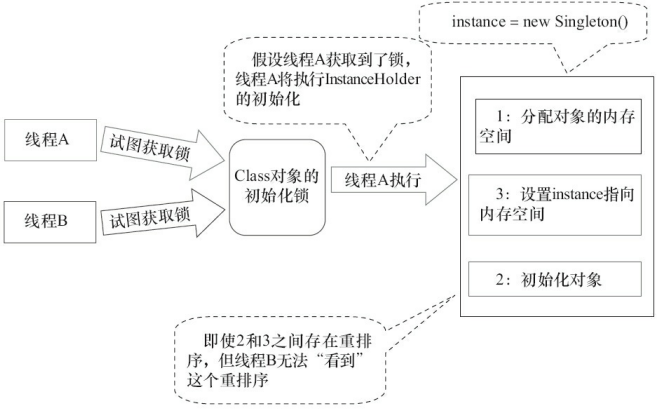 instance = new Singleton()
假设线程A获取到了锁，
线程A将执行InstanceHolder
的初始化
1：分配对象的内存
空间
线程A
试图获取锁
Class对象的
初始化锁
线程A执行
3：设置instance指向
内存空间
线程B
试图获取锁
2：初始化对象
即使2和3之间存在重排
序，但线程B无法“看到”
这个重排序